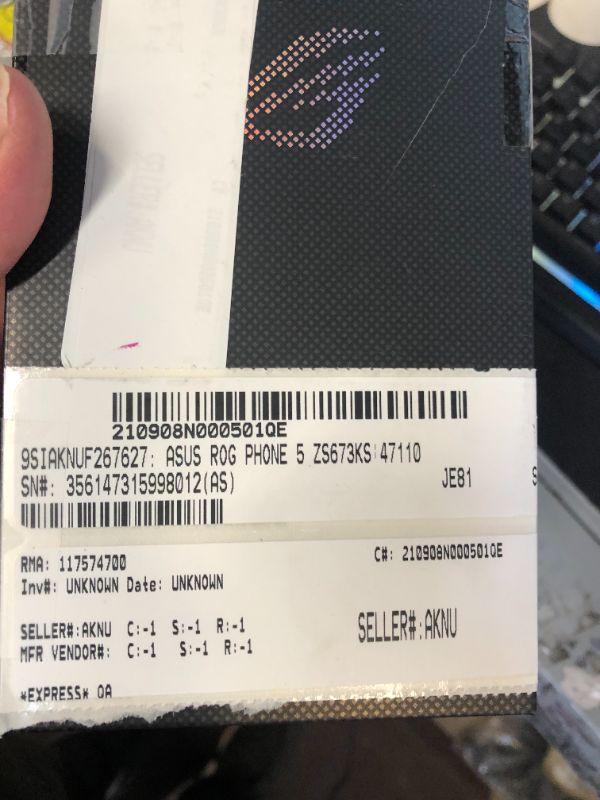 210908N000501QE
9SIAKNUF267627: ASUS ROG PHONE 5 ZS673KS 47110
SN#: 356147315998012(AS) JE81
RMA: 117574700 C#: 210908N000501QE
Inv#: UNKNOWN Date: UNKNOWN
SELLER#:AKNU C:-1 S:-1 R:-1 SELLER#:AKNU
MFR VENDOR#: C:-1 S:-1 R:-1
*EXPRESS* QA